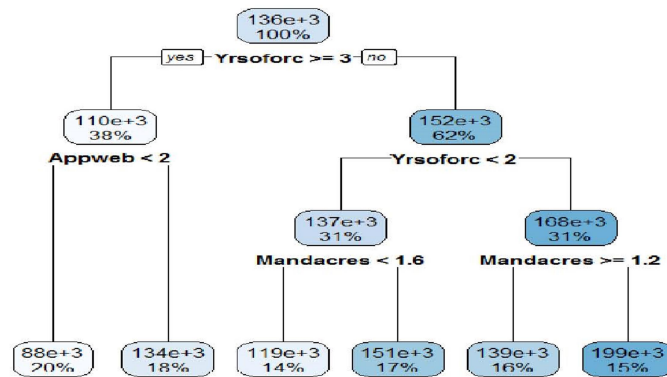 136e+3
100%
yes Yrsoforc >= 3 no
110e+3
38%
152e+3
62%
Appweb < 2
Yrsoforc < 2
137e+3
31%
168e+3
31%
Mandacres < 1.6
Mandacres >= 1.2
88e+3
20%
134e+3
18%
119e+3
14%
151e+3
17%
139e+3
16%
199e+3
15%